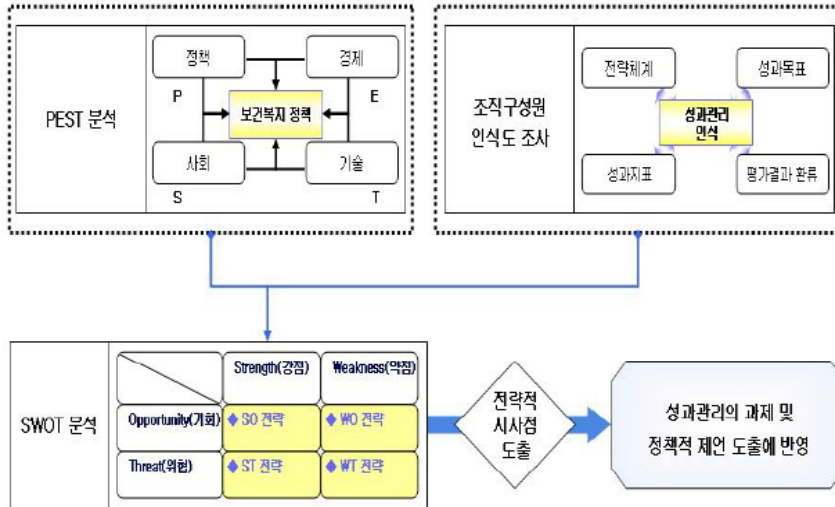 PEST 분석
정책
경제
P
E
보건복지 정책
사회
기술
S
T
조직구성원
인식도 조사
전략체계
성과목표
성과관리
인식
성과지표
평가결과 환류
SWOT 분석
Strength(강점)
Weakness(약점)
Opportunity(기회)
◆ SO 전략
◆ WO 전략
Threat(위협)
◆ ST 전략
◆ WT 전략
전략적
시사점
도출
성과관리의 과제 및
정책적 제언 도출에 반영